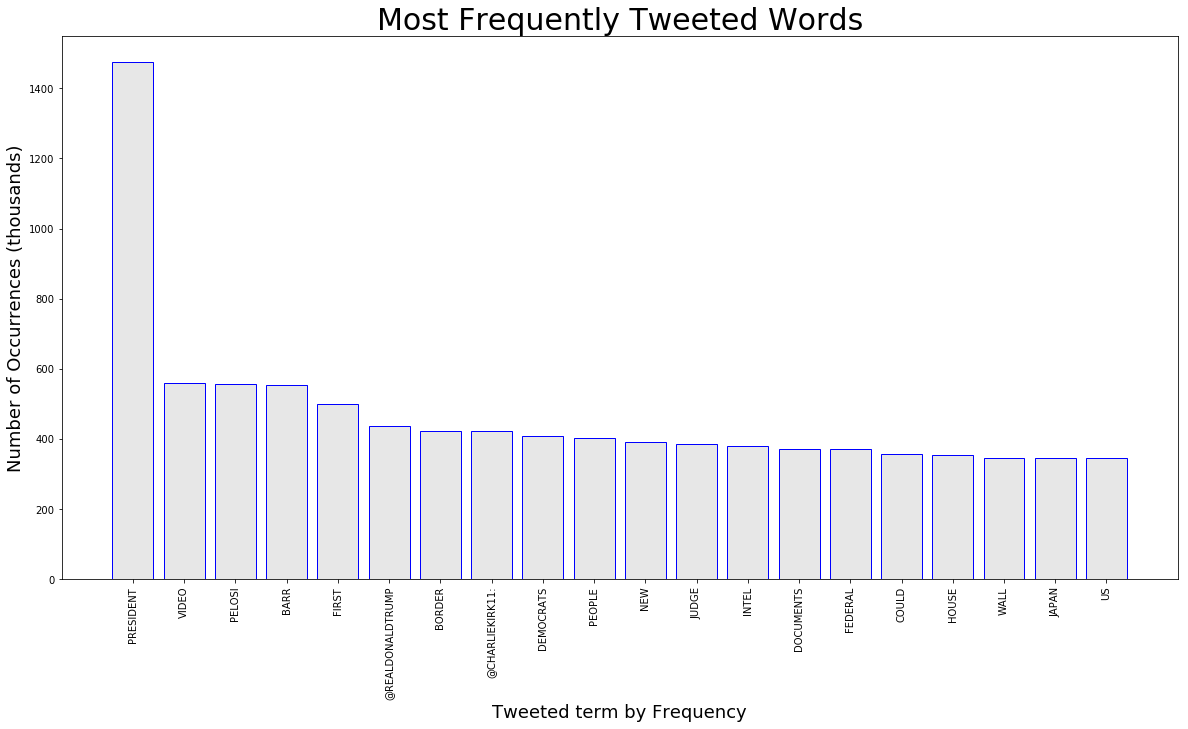 Most Frequently Tweeted Words
Number of Occurrences (thousands)
1400
1200
1000
800
600
400
200
0
PRESIDENT
VIDEO
PELOSI
BARR
FIRST
@REALDONALDTRUMP
BORDER
@CHARLIEKIRK11:
DEMOCRATS
PEOPLE
NEW
JUDGE
INTEL
DOCUMENTS
FEDERAL
COULD
HOUSE
WALL
JAPAN
US
Tweeted term by Frequency